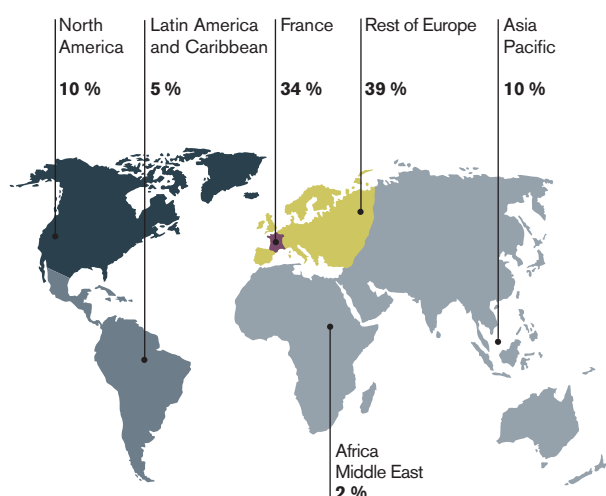 North
America
10 %
Latin America
and Caribbean
5 %
France
34 %
Rest of Europe
39 %
Asia
Pacific
10 %
Africa
Middle East
2 %